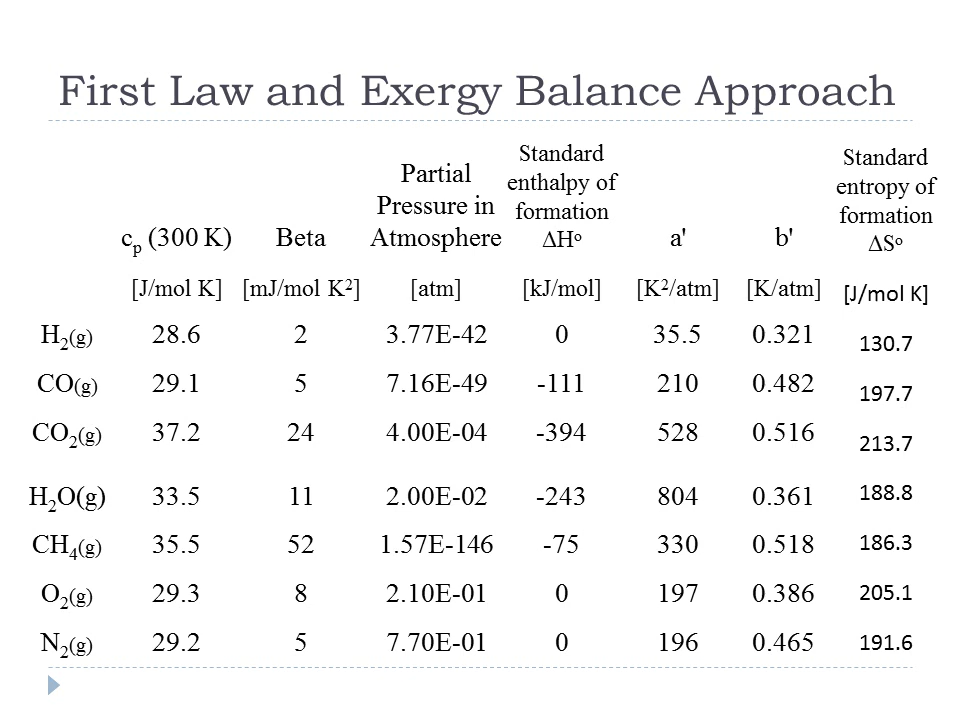 First Law and Exergy Balance Approach
cp (300 K) Beta Partial Pressure in Atmosphere Standard enthalpy of formation ΔHº a' b' Standard entropy of formation ΔSº
[J/mol K] [mJ/mol K²] [atm] [kJ/mol] [K²/atm] [K/atm] [J/mol K]
H₂(g) 28.6 2 3.77E-42 0 35.5 0.321 130.7
CO(g) 29.1 5 7.16E-49 -111 210 0.482 197.7
CO₂(g) 37.2 24 4.00E-04 -394 528 0.516 213.7
H₂O(g) 33.5 11 2.00E-02 -243 804 0.361 188.8
CH₄(g) 35.5 52 1.57E-146 -75 330 0.518 186.3
O₂(g) 29.3 8 2.10E-01 0 197 0.386 205.1
N₂(g) 29.2 5 7.70E-01 0 196 0.465 191.6